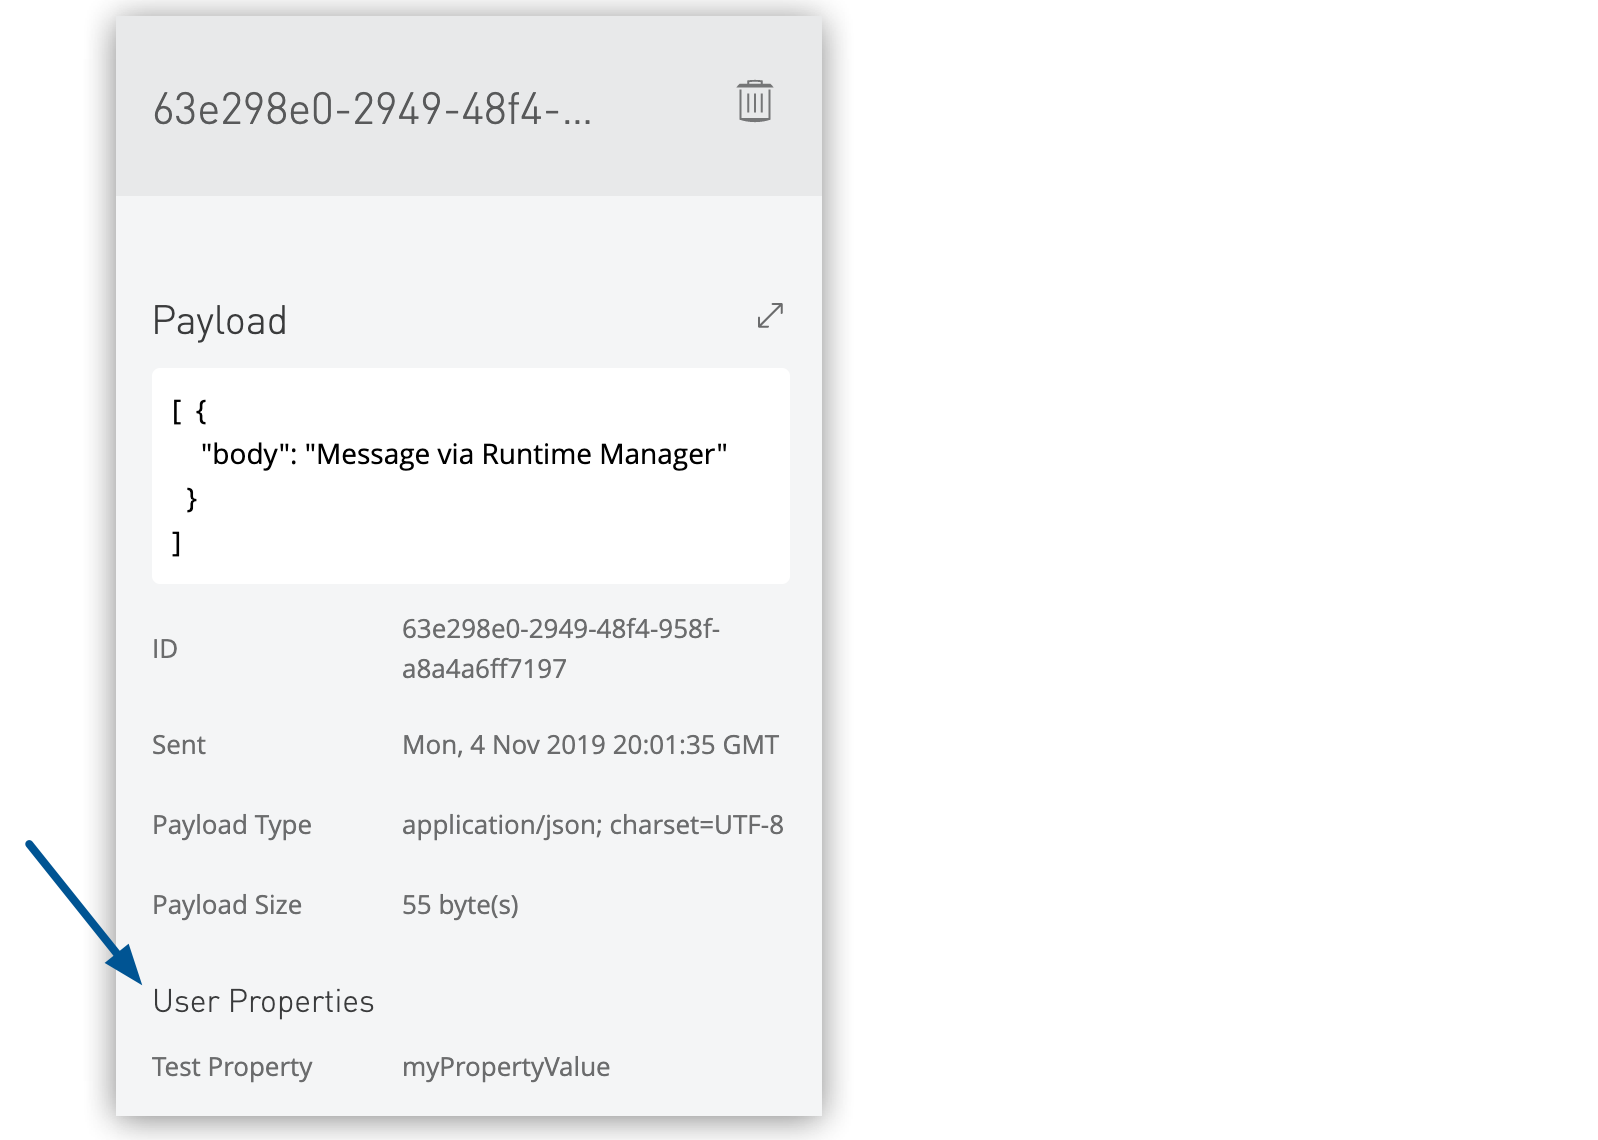 63e298e0-2949-48f4-...
Payload
[ {
"body": "Message via Runtime Manager"
}
]
ID
63e298e0-2949-48f4-958f-
a8a4a6ff7197
Sent Mon, 4 Nov 2019 20:01:35 GMT
Payload Type application/json; charset=UTF-8
Payload Size 55 byte(s)
User Properties
Test Property myPropertyValue